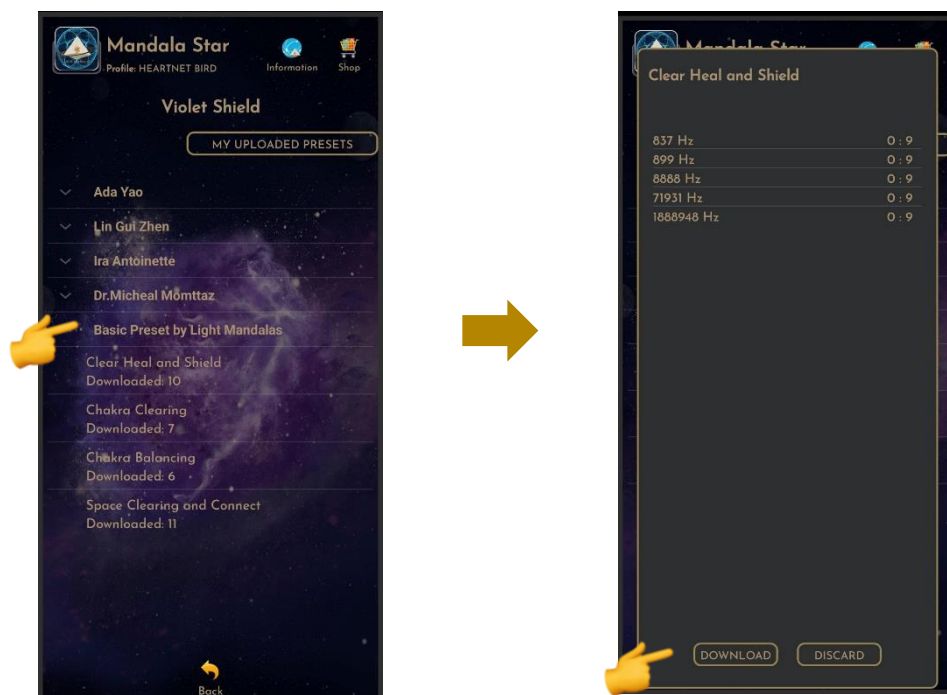 Mandala Star
Profile: HEARTNET BIRD
Information
Shop
Violet Shield
MY UPLOADED PRESETS
Ada Yao
Lin Gui Zhen
Ira Antoinette
Dr.Micheal Momttaz
Basic Preset by Light Mandalas
Clear Heal and Shield
Downloaded: 10
Chakra Clearing
Downloaded: 7
Chakra Balancing
Downloaded: 6
Space Clearing and Connect
Downloaded: 11
Back
Mandala Star
Clear Heal and Shield
837 Hz 0 : 9
899 Hz 0 : 9
8888 Hz 0 : 9
71931 Hz 0 : 9
1888948 Hz 0 : 9
DOWNLOAD
DISCARD